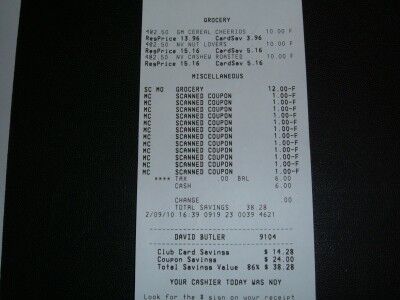 GROCERY
402.50 GM CEREAL CHEERIOS 10.00 F
RegPrice 13.96 CardSav 3.96
402.50 NV NUT LOVERS 10.00 F
RegPrice 15.16 CardSav 5.16
402.50 NV CASHEW ROASTED 10.00 F
RegPrice 15.16 CardSav 5.16
MISCELLANEOUS
SC MO GROCERY 12.00-F
MC SCANNED COUPON 1.00-F
MC SCANNED COUPON 1.00-F
MC SCANNED COUPON 1.00-F
MC SCANNED COUPON 1.00-F
MC SCANNED COUPON 1.00-F
MC SCANNED COUPON 1.00-F
MC SCANNED COUPON 1.00-F
MC SCANNED COUPON 1.00-F
MC SCANNED COUPON 1.00-F
MC SCANNED COUPON 1.00-F
MC SCANNED COUPON 1.00-F
MC SCANNED COUPON 1.00-F
**** TAX .00 BAL 6.00
CASH 6.00
CHANGE .00
TOTAL SAVINGS 38.28
2/09/10 16:39 0919 23 0039 4621
DAVID BUTLER 9104
Club Card Savings $ 14.28
Coupon Savings $ 24.00
Total Savings Value 86% $ 38.28
YOUR CASHIER TODAY WAS NDY
Look for the & sign on your receipt